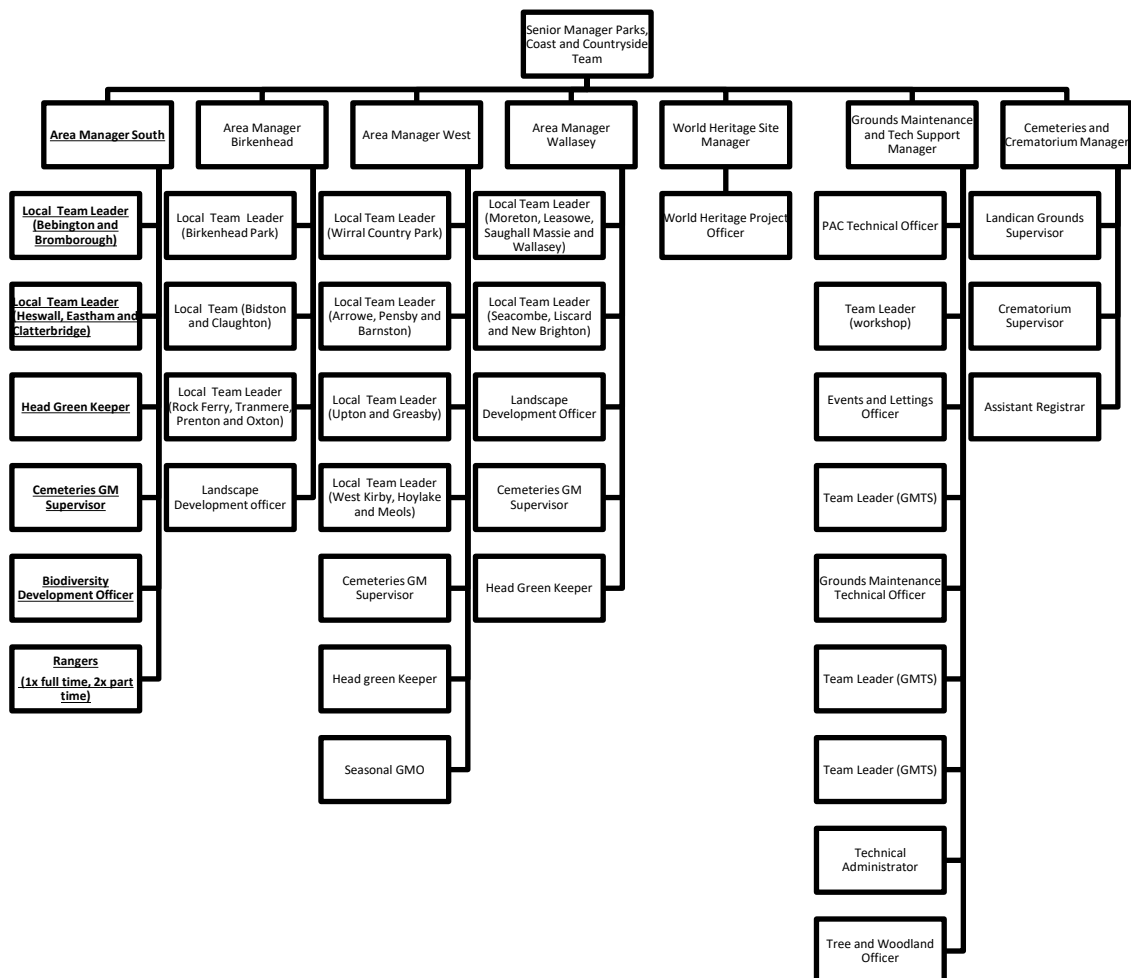 Senior Manager Parks,
Coast and Countryside
Team
Area Manager South
Area Manager
Birkenhead
Area Manager West
Area Manager
Wallasey
World Heritage Site
Manager
Grounds Maintenance
and Tech Support
Manager
Cemeteries and
Crematorium Manager
Local Team Leader
(Bebington and
Bromborough)
Local Team Leader
(Heswall, Eastham and
Clatterbridge)
Head Green Keeper
Cemeteries GM
Supervisor
Biodiversity
Development Officer
Rangers
(1x full time, 2x part
time)
Local Team Leader
(Birkenhead Park)
Local Team (Bidston
and Claughton)
Local Team Leader
(Rock Ferry, Tranmere,
Prenton and Oxton)
Landscape
Development officer
Local Team Leader
(Wirral Country Park)
Local Team Leader
(Arrowe, Pensby and
Barnston)
Local Team Leader
(Upton and Greasby)
Local Team Leader
(West Kirby, Hoylake
and Meols)
Cemeteries GM
Supervisor
Head green Keeper
Seasonal GMO
Local Team Leader
(Moreton, Leasowe,
Saughall Massie and
Wallasey)
Local Team Leader
(Seacombe, Liscard
and New Brighton)
Landscape
Development Officer
Cemeteries GM
Supervisor
Head Green Keeper
World Heritage Project
Officer
PAC Technical Officer
Team Leader
(workshop)
Events and Lettings
Officer
Team Leader (GMTS)
Grounds Maintenance
Technical Officer
Team Leader (GMTS)
Team Leader (GMTS)
Technical
Administrator
Tree and Woodland
Officer
Landican Grounds
Supervisor
Crematorium
Supervisor
Assistant Registrar